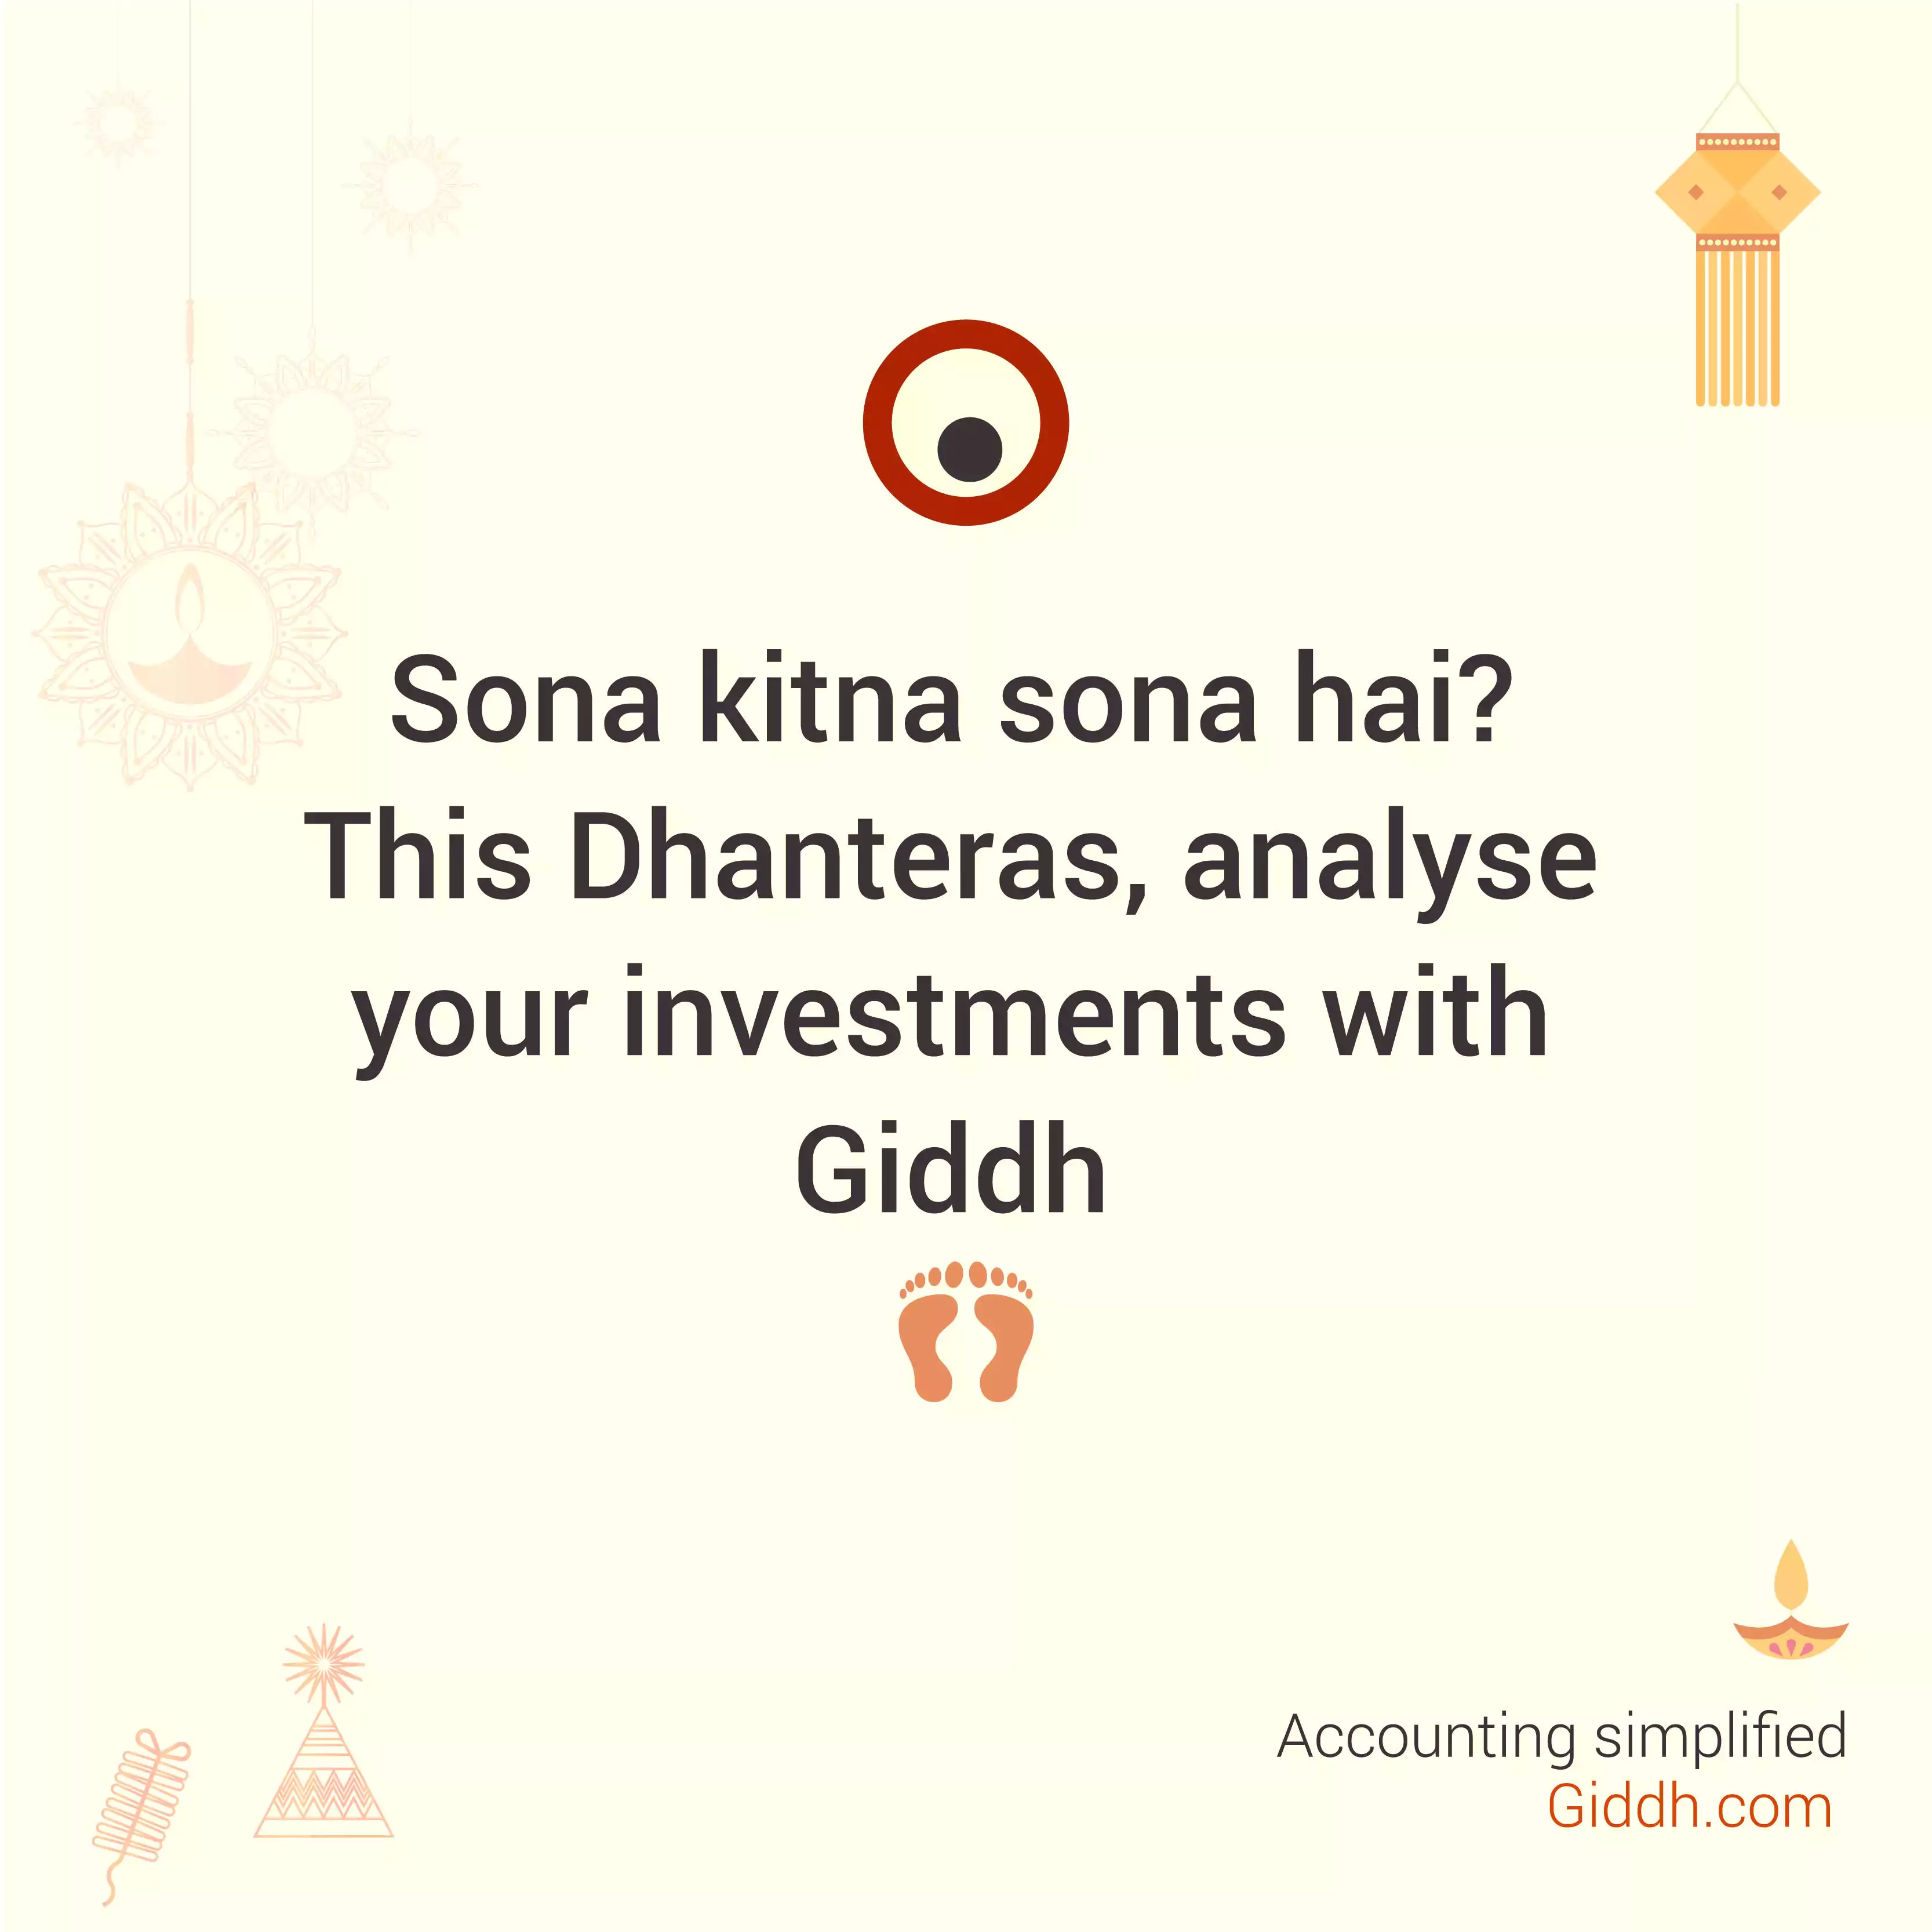 Sona kitna sona hai?
This Dhanteras, analyse
your investments with
Giddh
Accounting simplified
Giddh.com